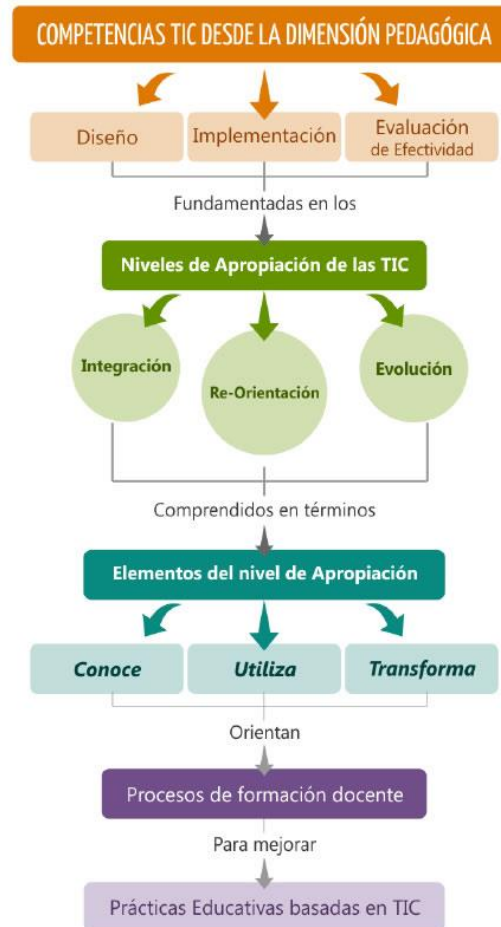 COMPETENCIAS TIC DESDE LA DIMENSIÓN PEDAGÓGICA
Diseño
Implementación
Evaluación
de Efectividad
Fundamentadas en los
Niveles de Apropiación de las TIC
Integración
Re-Orientación
Evolución
Comprendidos en términos
Elementos del nivel de Apropiación
Conoce
Utiliza
Transforma
Orientan
Procesos de formación docente
Para mejorar
Prácticas Educativas basadas en TIC